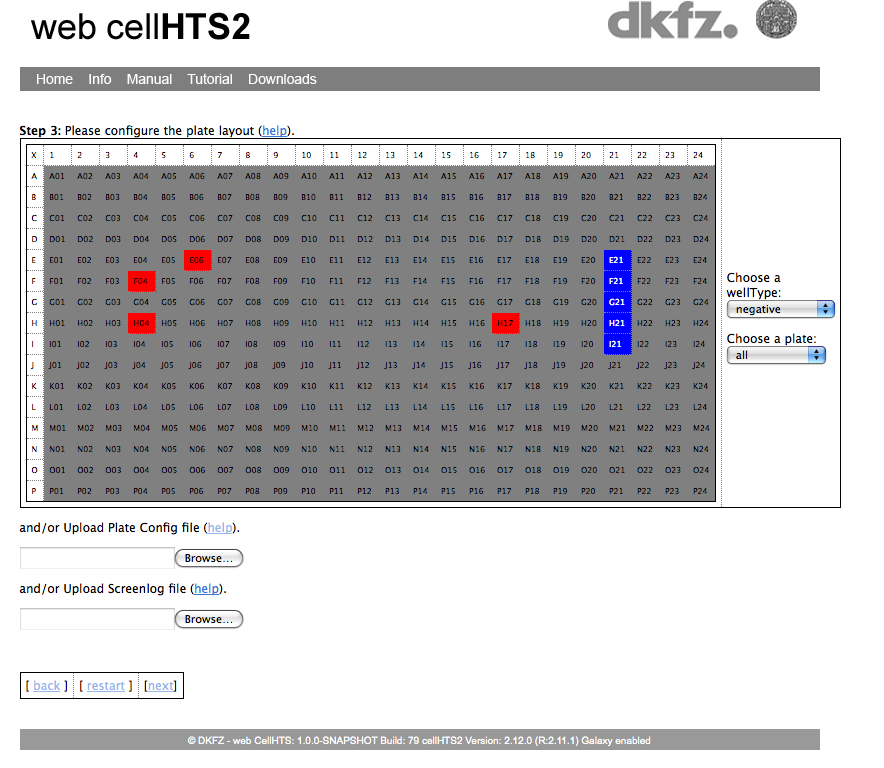 web cellHTS2
dkfz.
Home Info Manual Tutorial Downloads
Step 3: Please configure the plate layout (help).
X 1 2 3 4 5 6 7 8 9 10 11 12 13 14 15 16 17 18 19 20 21 22 23 24
A A01 A02 A03 A04 A05 A06 A07 A08 A09 A10 A11 A12 A13 A14 A15 A16 A17 A18 A19 A20 A21 A22 A23 A24
B B01 B02 B03 B04 B05 B06 B07 B08 B09 B10 B11 B12 B13 B14 B15 B16 B17 B18 B19 B20 B21 B22 B23 B24
C C01 C02 C03 C04 C05 C06 C07 C08 C09 C10 C11 C12 C13 C14 C15 C16 C17 C18 C19 C20 C21 C22 C23 C24
D D01 D02 D03 D04 D05 D06 D07 D08 D09 D10 D11 D12 D13 D14 D15 D16 D17 D18 D19 D20 D21 D22 D23 D24
E E01 E02 E03 E04 E05 E06 E07 E08 E09 E10 E11 E12 E13 E14 E15 E16 E17 E18 E19 E20 E21 E22 E23 E24
F F01 F02 F03 F04 F05 F06 F07 F08 F09 F10 F11 F12 F13 F14 F15 F16 F17 F18 F19 F20 F21 F22 F23 F24
G G01 G02 G03 G04 G05 G06 G07 G08 G09 G10 G11 G12 G13 G14 G15 G16 G17 G18 G19 G20 G21 G22 G23 G24
H H01 H02 H03 H04 H05 H06 H07 H08 H09 H10 H11 H12 H13 H14 H15 H16 H17 H18 H19 H20 H21 H22 H23 H24
I I01 I02 I03 I04 I05 I06 I07 I08 I09 I10 I11 I12 I13 I14 I15 I16 I17 I18 I19 I20 I21 I22 I23 I24
J J01 J02 J03 J04 J05 J06 J07 J08 J09 J10 J11 J12 J13 J14 J15 J16 J17 J18 J19 J20 J21 J22 J23 J24
K K01 K02 K03 K04 K05 K06 K07 K08 K09 K10 K11 K12 K13 K14 K15 K16 K17 K18 K19 K20 K21 K22 K23 K24
L L01 L02 L03 L04 L05 L06 L07 L08 L09 L10 L11 L12 L13 L14 L15 L16 L17 L18 L19 L20 L21 L22 L23 L24
M M01 M02 M03 M04 M05 M06 M07 M08 M09 M10 M11 M12 M13 M14 M15 M16 M17 M18 M19 M20 M21 M22 M23 M24
N N01 N02 N03 N04 N05 N06 N07 N08 N09 N10 N11 N12 N13 N14 N15 N16 N17 N18 N19 N20 N21 N22 N23 N24
O O01 O02 O03 O04 O05 O06 O07 O08 O09 O10 O11 O12 O13 O14 O15 O16 O17 O18 O19 O20 O21 O22 O23 O24
P P01 P02 P03 P04 P05 P06 P07 P08 P09 P10 P11 P12 P13 P14 P15 P16 P17 P18 P19 P20 P21 P22 P23 P24
Choose a
wellType:
negative
Choose a plate:
all
and/or Upload Plate Config file (help).
Browse...
and/or Upload Screenlog file (help).
Browse...
[ back ] [ restart ] [next]
© DKFZ - web CellHTS: 1.0.0-SNAPSHOT Build: 79 cellHTS2 Version: 2.12.0 (R:2.11.1) Galaxy enabled